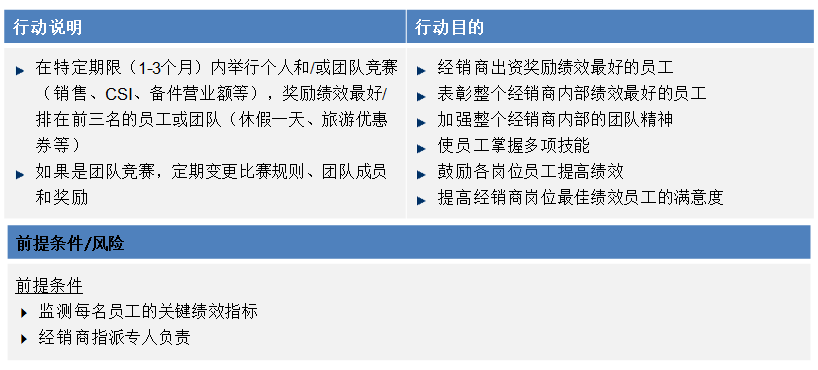 行动说明
在特定期限（1-3个月）内举行个人和/或团队竞赛
（销售、CSI、备件营业额等），奖励绩效最好/
排在前三名的员工或团队（休假一天、旅游优惠
券等）
如果是团队竞赛，定期变更比赛规则、团队成员
和奖励
行动目的
经销商出资奖励绩效最好的员工
表彰整个经销商内部绩效最好的员工
加强整个经销商内部的团队精神
使员工掌握多项技能
鼓励各岗位员工提高绩效
提高经销商岗位最佳绩效员工的满意度
前提条件/风险
前提条件
监测每名员工的关键绩效指标
经销商指派专人负责